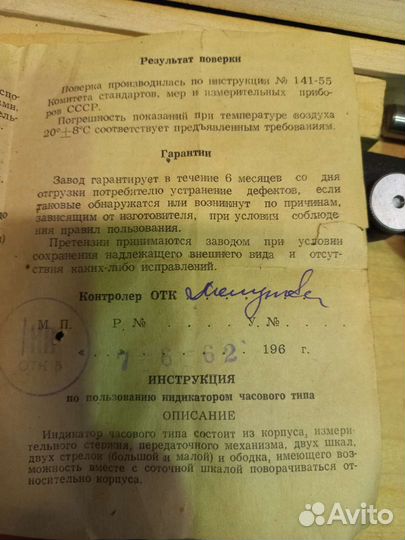 Результат поверки
Поверка производилась по инструкции № 141-55
Комитета стандартов, мер и измерительных прибо-
ров СССР.
Погрешность показаний при температуре воздуха
20°±8°С соответствует предъявленным требованиям.
Гарантии
Завод гарантирует в течение 6 месяцев со дня
отгрузки потребителю устранение дефектов, если
таковые обнаружатся или возникнут по причинам,
зависящим от изготовителя, при условии соблюде-
ния правил пользования.
Претензии принимаются заводом при условии
сохранения надлежащего внешнего вида и отсут-
ствия каких-либо исправлений.
Контролер ОТК
М. П. Р. № . . . . . У. № . . . . .
« 7 6 62 196 г.
ИНСТРУКЦИЯ
по пользованию индикатором часового типа
ОПИСАНИЕ
Индикатор часового типа состоит из корпуса, измери-
тельного стержня, передаточного механизма, двух шкал,
двух стрелок (большой и малой) и ободка, имеющего воз-
можность вместе с соточной шкалой поворачиваться от-
носительно корпуса.
Avito